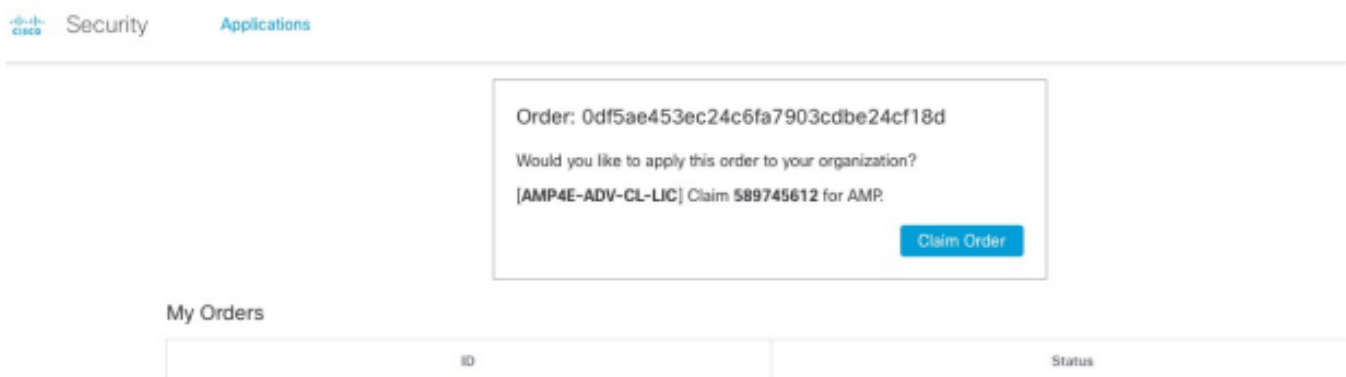 cisco Security Applications
Order: 0df5ae453ec24c6fa7903cdbe24cf18d
Would you like to apply this order to your organization?
[AMP4E-ADV-CL-LIC] Claim 589745612 for AMP.
Claim Order
My Orders
ID Status